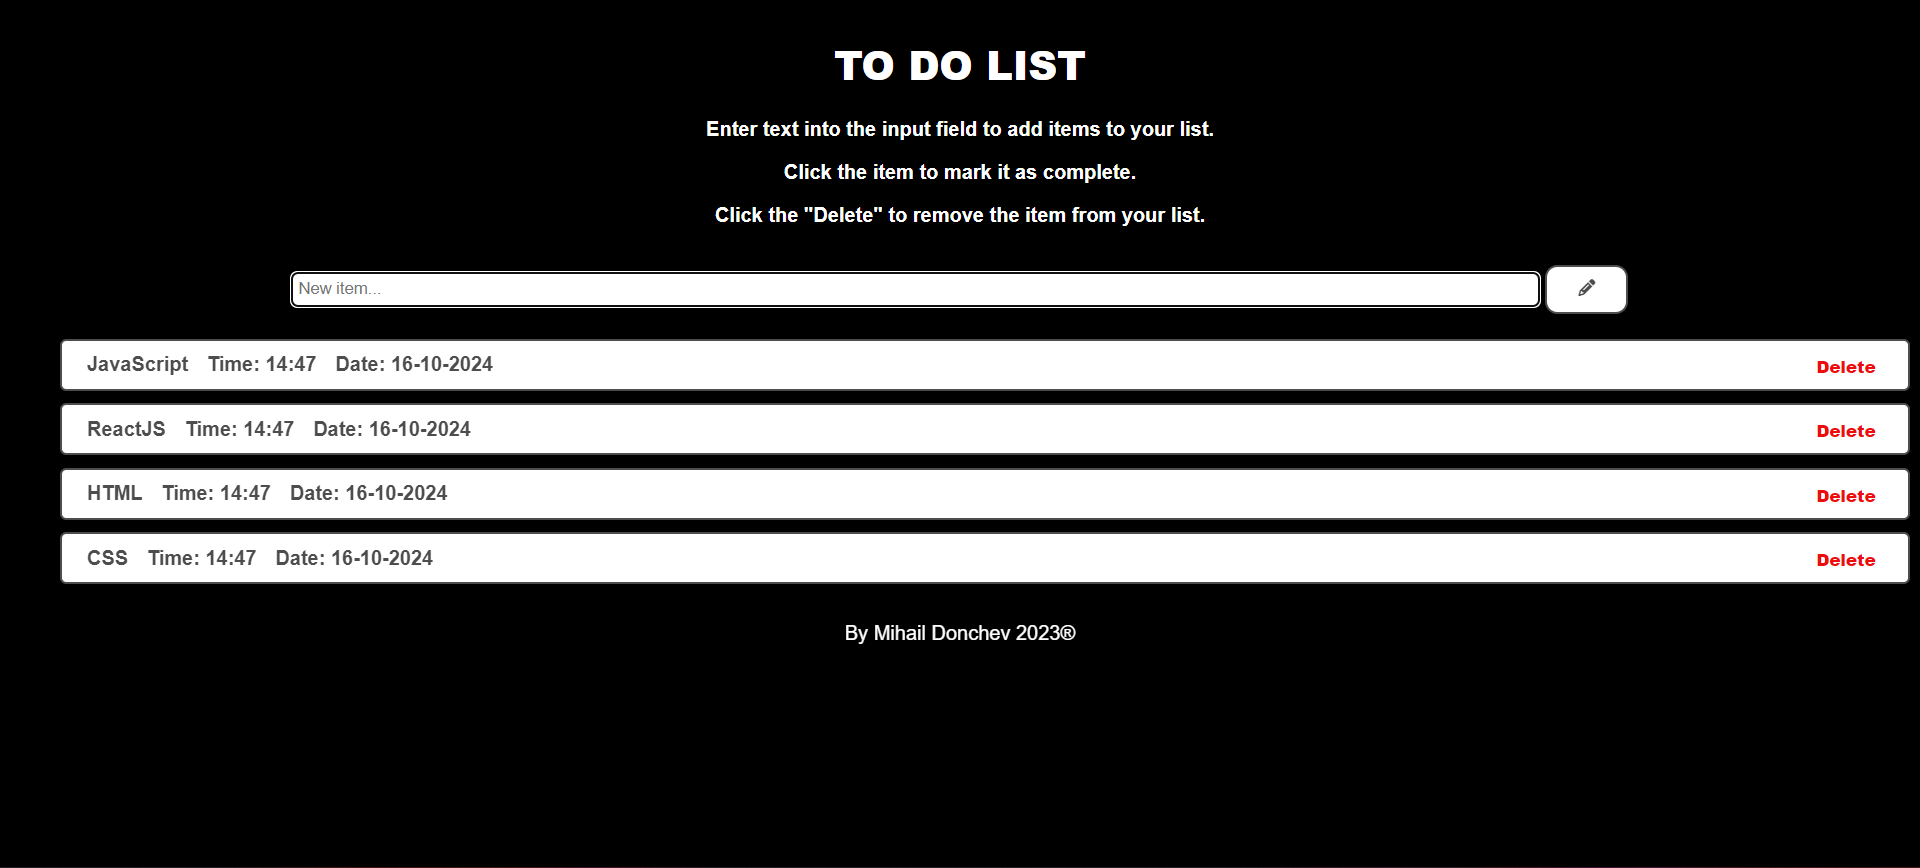 TO DO LIST
Enter text into the input field to add items to your list.
Click the item to mark it as complete.
Click the "Delete" to remove the item from your list.
New item...
JavaScript Time: 14:47 Date: 16-10-2024 Delete
ReactJS Time: 14:47 Date: 16-10-2024 Delete
HTML Time: 14:47 Date: 16-10-2024 Delete
CSS Time: 14:47 Date: 16-10-2024 Delete
By Mihail Donchev 2023®